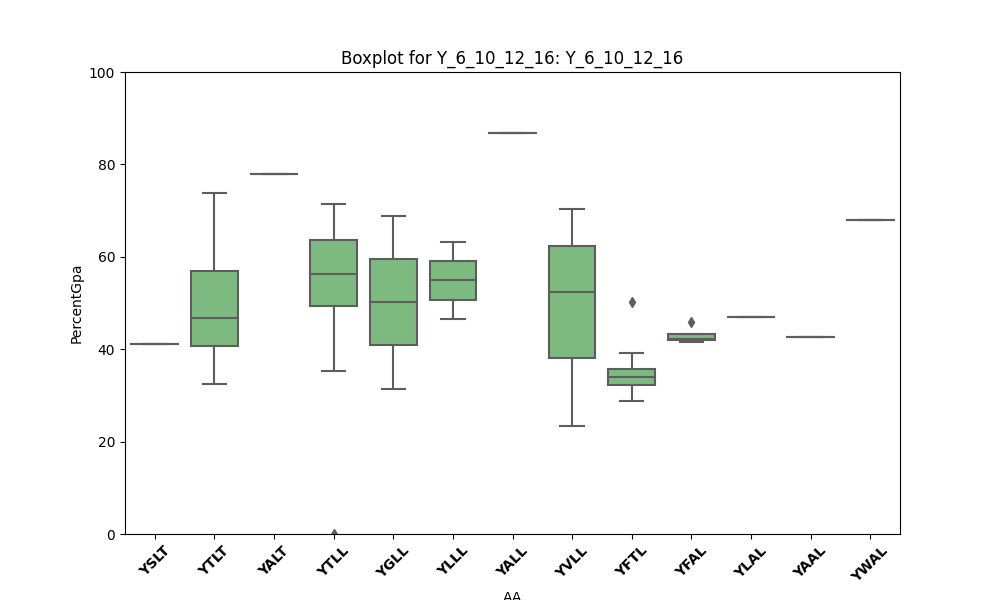 Boxplot for Y_6_10_12_16: Y_6_10_12_16
PercentGpa
100
80
60
40
20
0
YSLT YTLT YALT YTLL YGLL YLLL YALL YVLL YFTL YFAL YLAL YAAL YWAL
AA